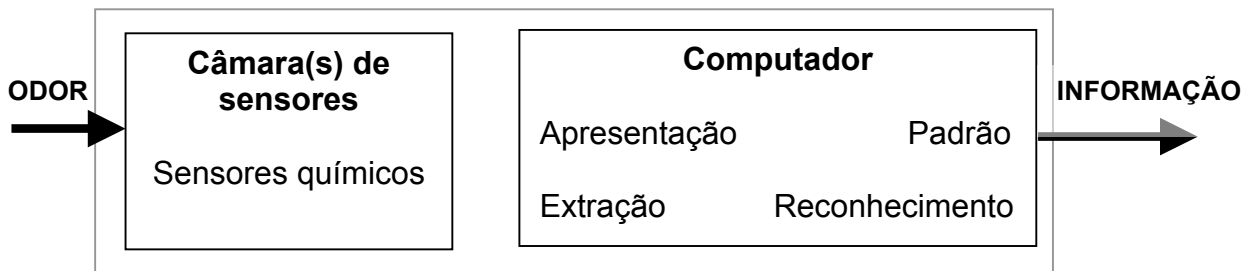 ODOR
Câmara(s) de
sensores
Sensores químicos
Computador
Apresentação Padrão
Extração Reconhecimento
INFORMAÇÃO